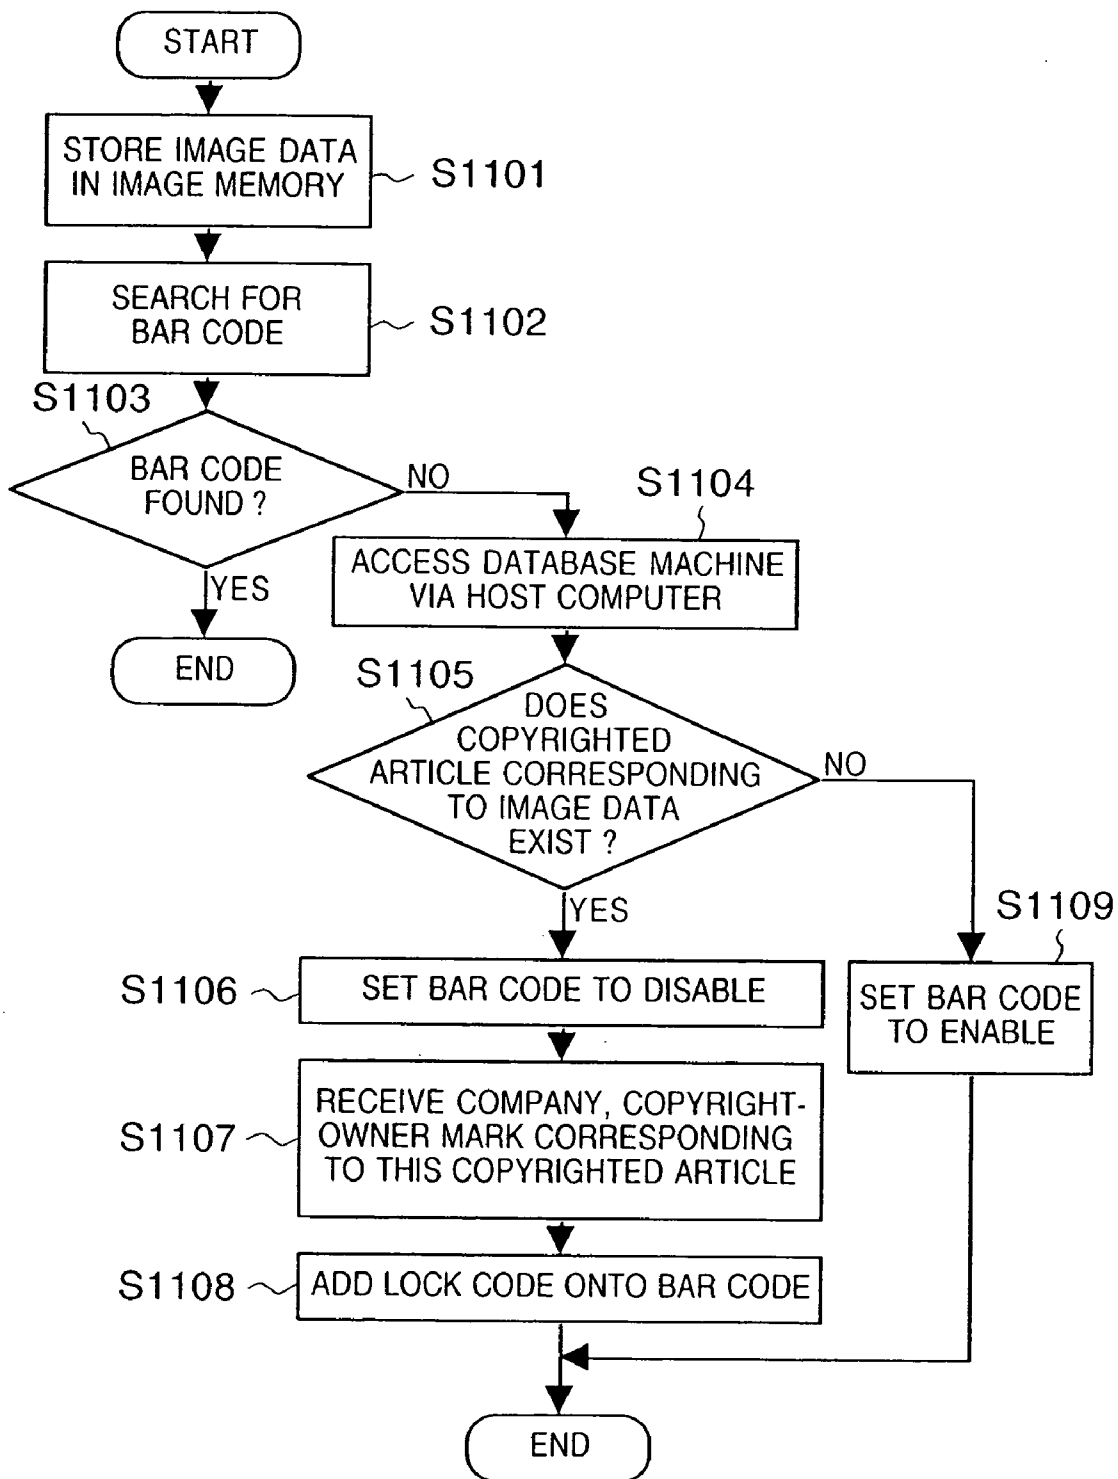 START
STORE IMAGE DATA
IN IMAGE MEMORY
S1101
SEARCH FOR
BAR CODE
S1102
S1103
BAR CODE
FOUND ?
NO
YES
END
S1104
ACCESS DATABASE MACHINE
VIA HOST COMPUTER
S1105
DOES
COPYRIGHTED
ARTICLE CORRESPONDING
TO IMAGE DATA
EXIST ?
NO
YES
S1109
SET BAR CODE
TO ENABLE
S1106
SET BAR CODE TO DISABLE
S1107
RECEIVE COMPANY, COPYRIGHT-
OWNER MARK CORRESPONDING
TO THIS COPYRIGHTED ARTICLE
S1108
ADD LOCK CODE ONTO BAR CODE
END